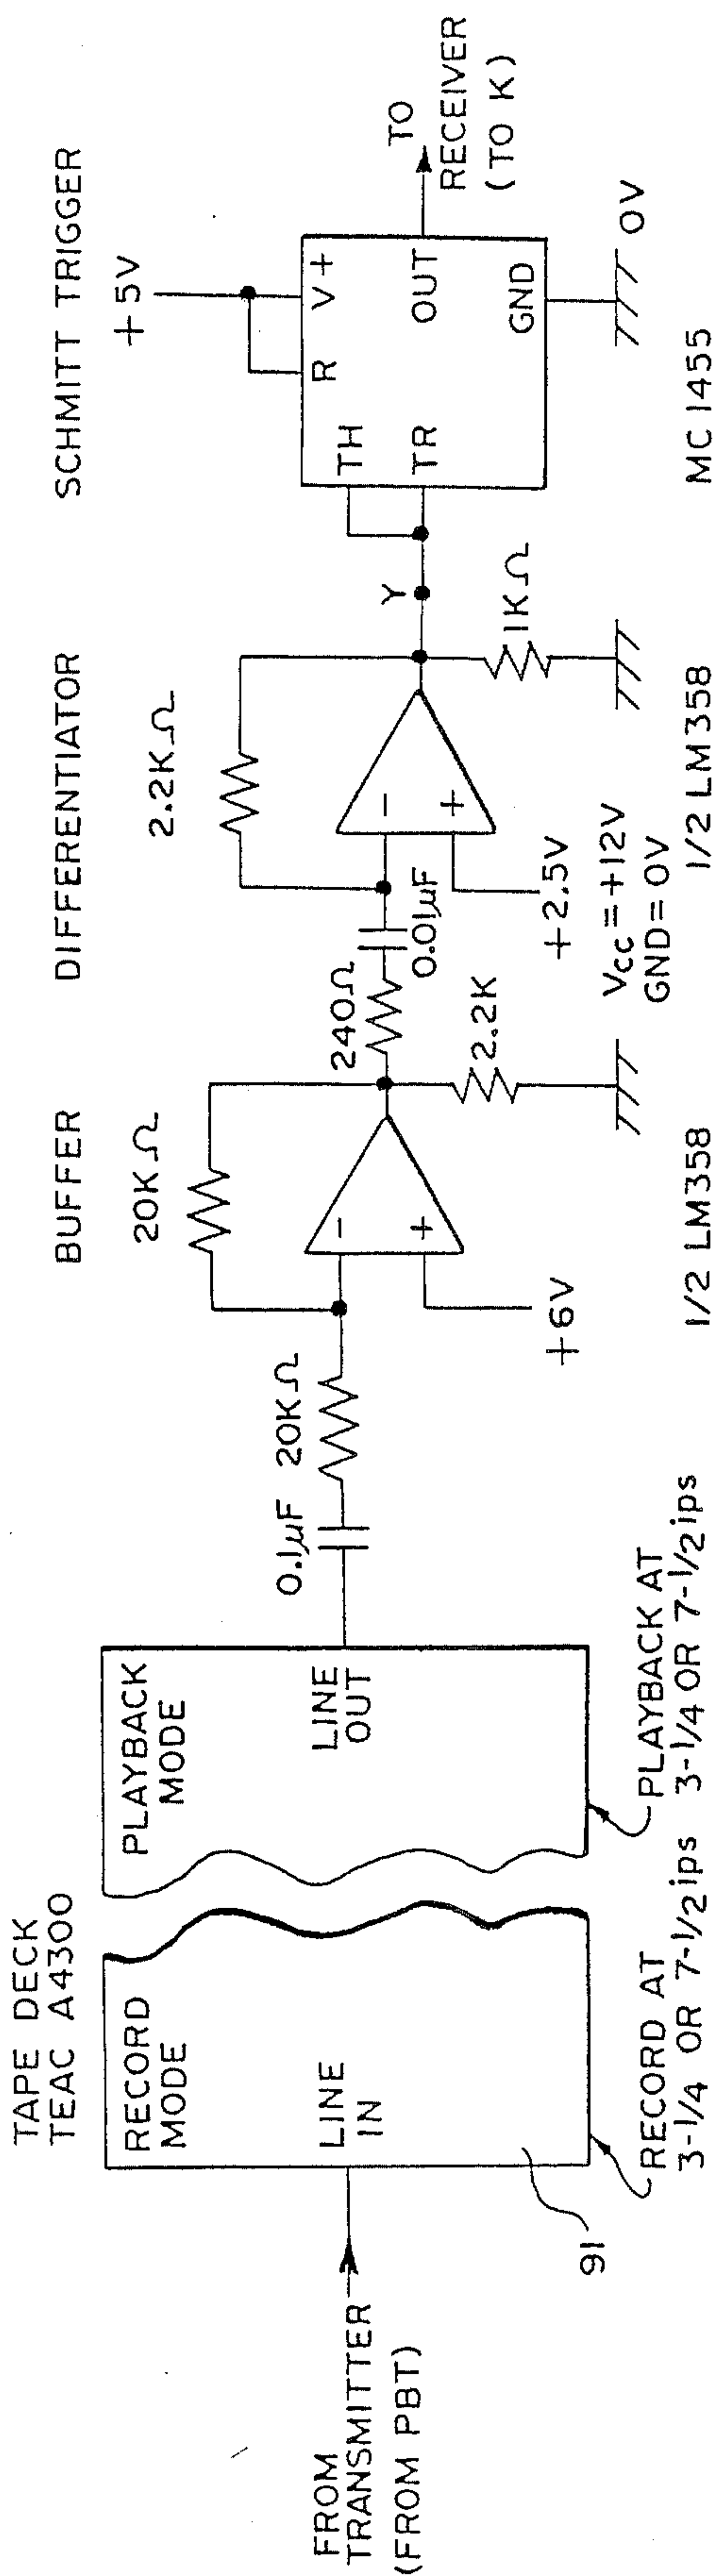 TAPE DECK
TEAC A4300
RECORD
MODE
LINE
IN
FROM
TRANSMITTER
(FROM PBT)
91
RECORD AT
3-1/4 OR 7-1/2 ips
PLAYBACK
MODE
LINE
OUT
PLAYBACK AT
3-1/4 OR 7-1/2 ips
BUFFER
0.1µF
20KΩ
20KΩ
-
+
+6V
2.2K
1/2 LM358
DIFFERENTIATOR
240Ω
0.01µF
2.2KΩ
-
+
+2.5V
VCC = +12V
GND = 0V
1KΩ
Y
1/2 LM358
SCHMITT TRIGGER
+5V
TH
TR
R
V+
OUT
GND
0V
MC 1455
TO
RECEIVER
(TO K)